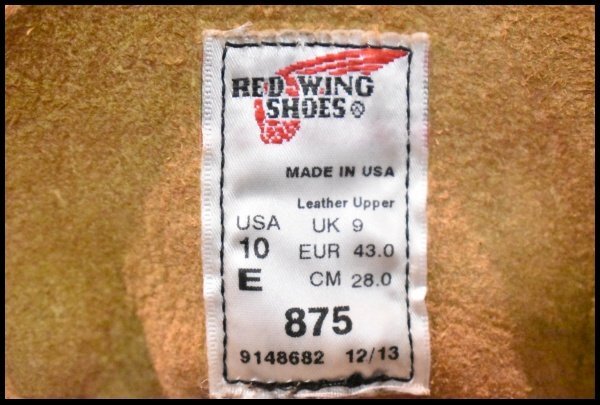 RED WING
SHOES®
MADE IN USA
Leather Upper
USA UK 9
10 EUR 43.0
E CM 28.0
875
9148682 12/13